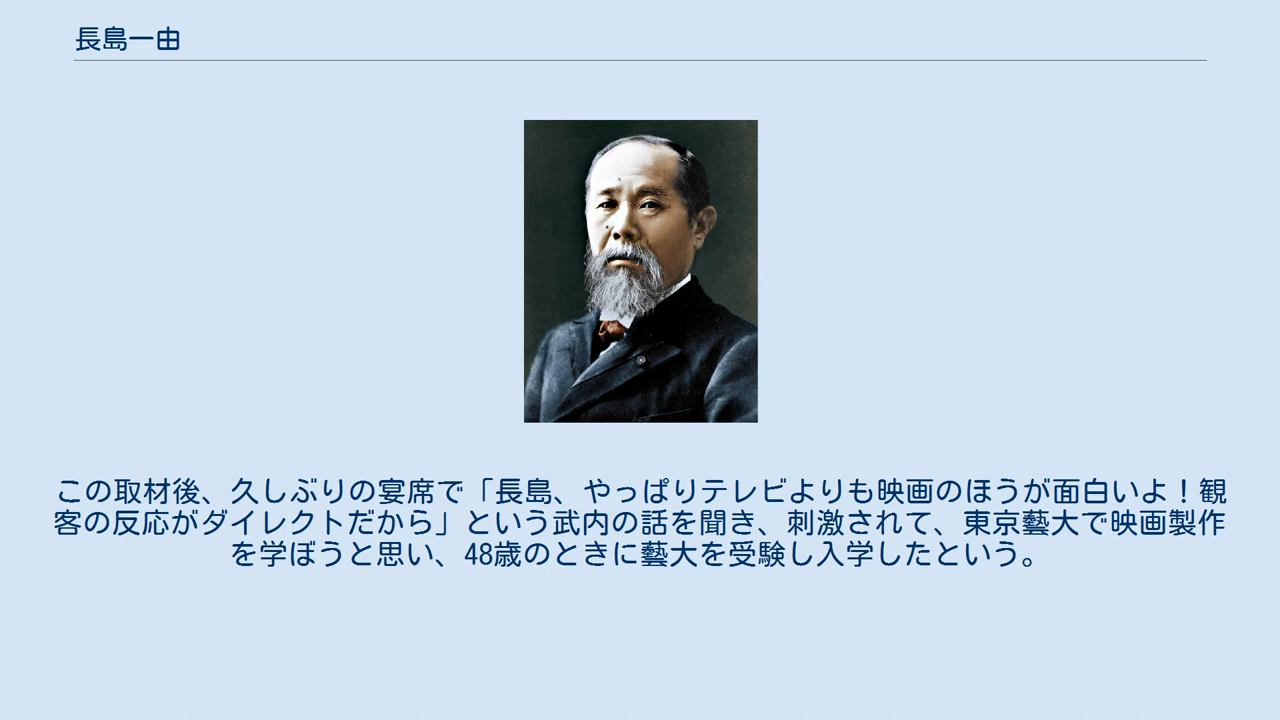 長島一由
この取材後、久しぶりの宴席で「長島、やっぱりテレビよりも映画のほうが面白いよ！観
客の反応がダイレクトだから」という武内の話を聞き、刺激されて、東京藝大で映画製作
を学ぼうと思い、48歳のときに藝大を受験し入学したという。